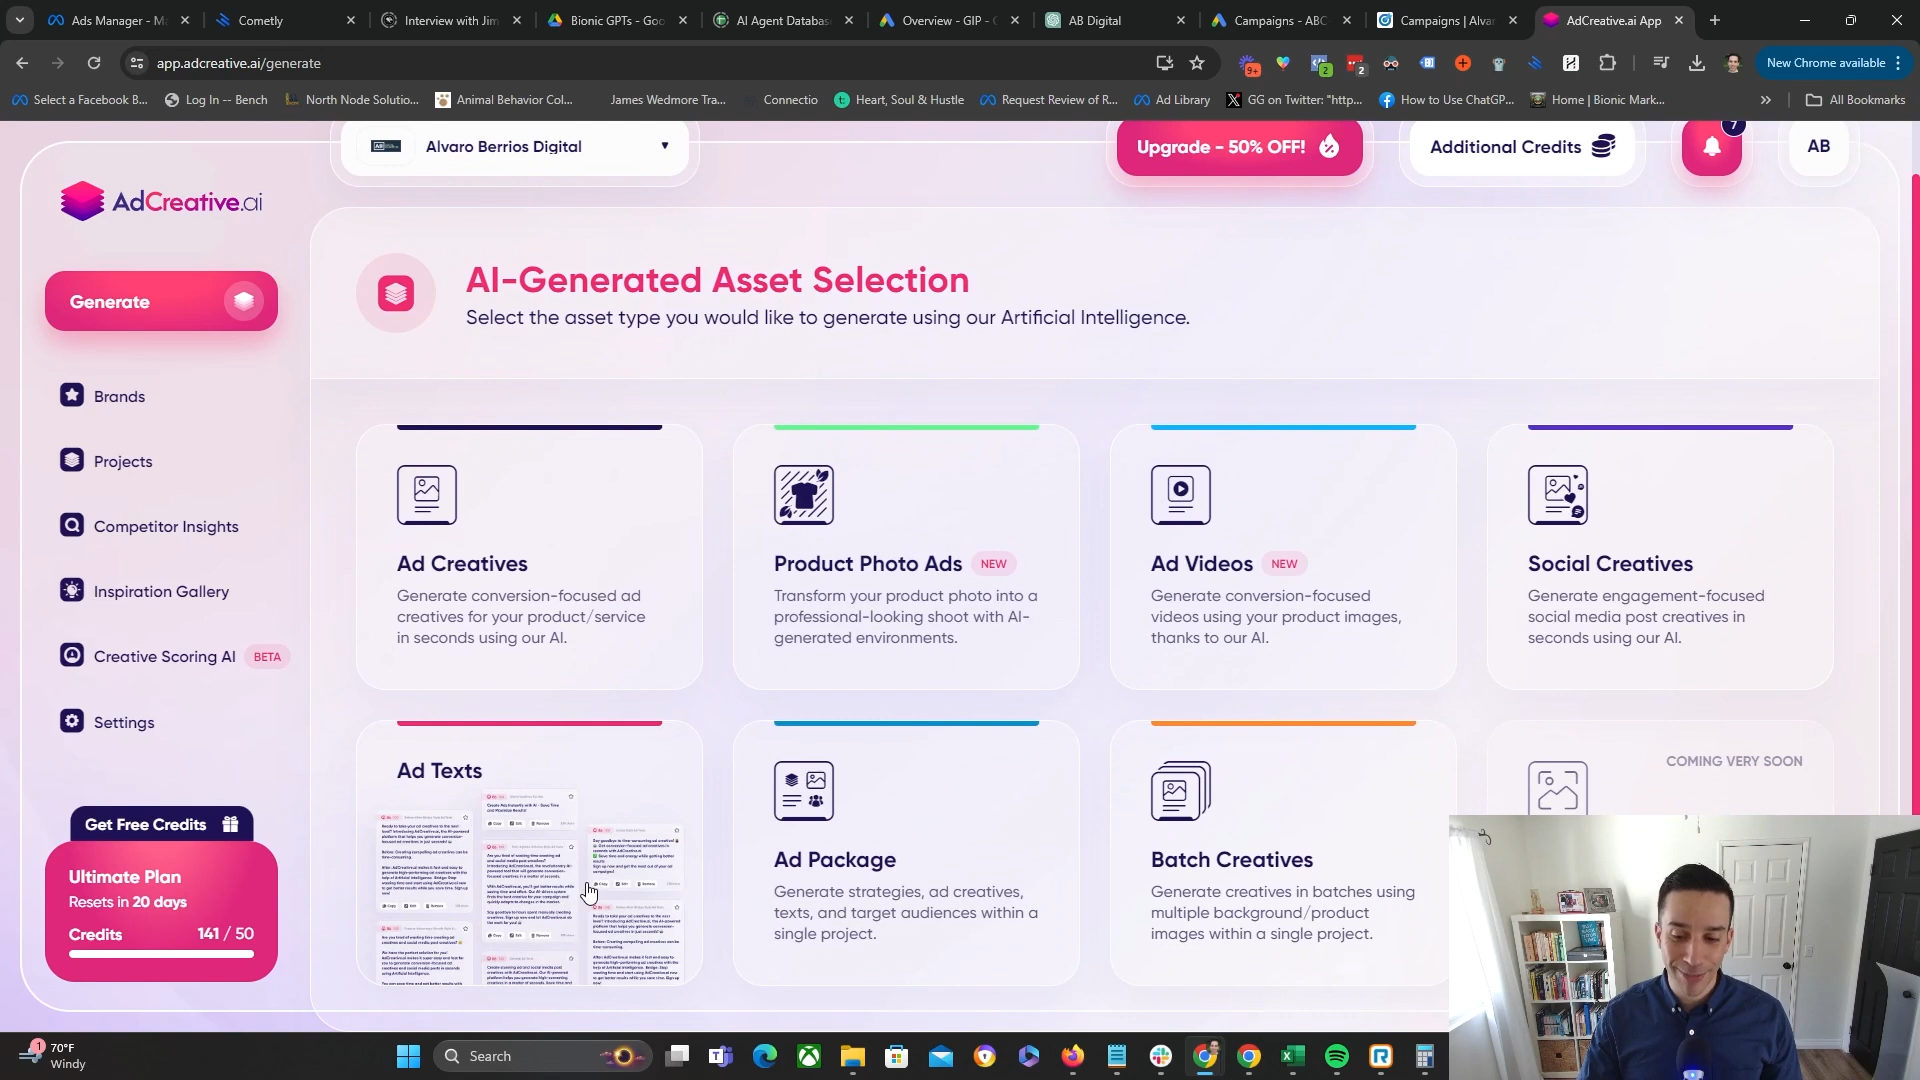 Ads Manager - M
Cometly
Interview with Jim
Bionic GPTs - Goo
AI Agent Databas
Overview - GIP - G
AB Digital
Campaigns - ABC
Campaigns | Alva
AdCreative.ai App
app.adcreative.ai/generate
9+
2
2
New Chrome available
Select a Facebook B...
Log In -- Bench
North Node Solutio...
Animal Behavior Col...
James Wedmore Tra...
Connectio
Heart, Soul & Hustle
Request Review of R...
Ad Library
GG on Twitter: "http...
How to Use ChatGP...
Home | Bionic Mark...
All Bookmarks
Alvaro Berrios Digital
Upgrade - 50% OFF!
Additional Credits
7
AB
AdCreative.ai
Generate
Brands
Projects
Competitor Insights
Inspiration Gallery
Creative Scoring AI BETA
Settings
Get Free Credits
Ultimate Plan
Resets in 20 days
Credits 141 / 50
AI-Generated Asset Selection
Select the asset type you would like to generate using our Artificial Intelligence.
Ad Creatives
Generate conversion-focused ad
creatives for your product/service
in seconds using our AI.
Product Photo Ads NEW
Transform your product photo into a
professional-looking shoot with AI-
generated environments.
Ad Videos NEW
Generate conversion-focused
videos using your product images,
thanks to our AI.
Social Creatives
Generate engagement-focused
social media post creatives in
seconds using our AI.
Ad Texts
Ad Package
Generate strategies, ad creatives,
texts, and target audiences within a
single project.
Batch Creatives
Generate creatives in batches using
multiple background/product
images within a single project.
COMING VERY SOON
1
70°F
Windy
Search